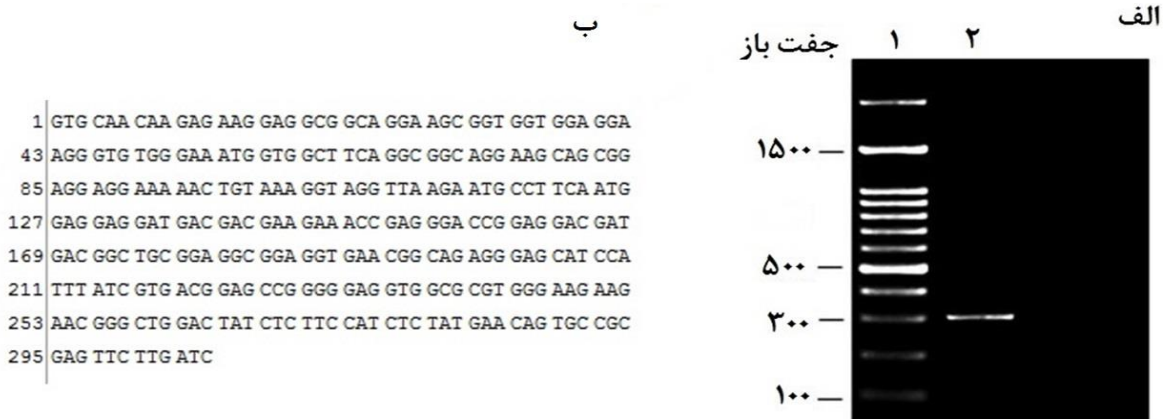 الف
جفت باز ۱ ۲
۱۵۰۰
۵۰۰
۳۰۰
۱۰۰
ب
1 GTG CAA CAA GAG AAG GAG GCG GCA GGA AGC GGT GGT GGA GGA
43 AGG GTG TGG GAA ATG GTG GCT TCA GGC GGC AGG AAG CAG CGG
85 AGG AGG AAA AAC TGT AAA GGT AGG TTA AGA ATG CCT TCA ATG
127 GAG GAG GAT GAC GAC GAA GAA ACC GAG GGA CCG GAG GAC GAT
169 GAC GGC TGC GGA GGC GGA GGT GAA CGG CAG AGG GAG CAT CCA
211 TTT ATC GTG ACG GAG CCG GGG GAG GTG GCG CGT GGG AAG AAG
253 AAC GGG CTG GAC TAT CTC TTC CAT CTC TAT GAA CAG TGC CGC
295 GAG TTC TTG ATC